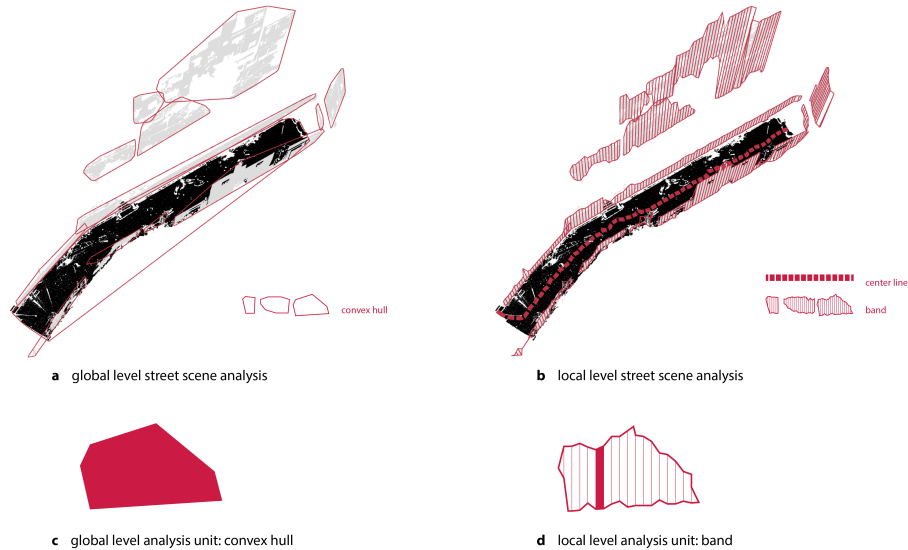 convex hull
center line
band
a global level street scene analysis
b local level street scene analysis
c global level analysis unit: convex hull
d local level analysis unit: band